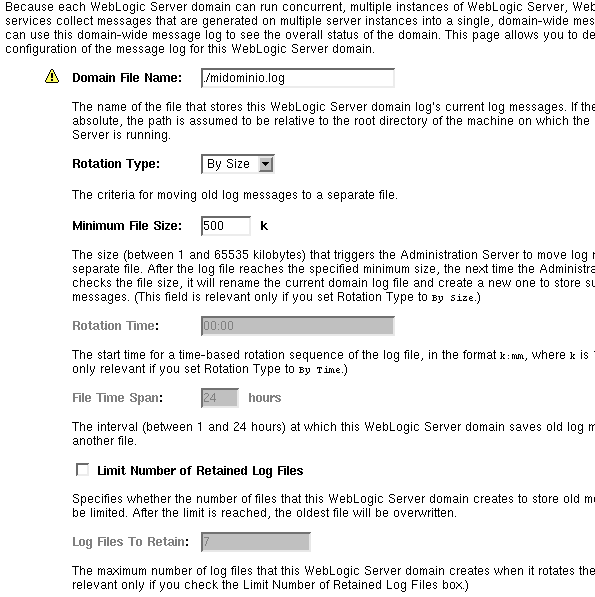 Because each WebLogic Server domain can run concurrent, multiple instances of WebLogic Server, Web
services collect messages that are generated on multiple server instances into a single, domain-wide mes
can use this domain-wide message log to see the overall status of the domain. This page allows you to de
configuration of the message log for this WebLogic Server domain.
Domain File Name: ./midominio.log
The name of the file that stores this WebLogic Server domain log's current log messages. If the
absolute, the path is assumed to be relative to the root directory of the machine on which the
Server is running.
Rotation Type: By Size
The criteria for moving old log messages to a separate file.
Minimum File Size: 500 k
The size (between 1 and 65535 kilobytes) that triggers the Administration Server to move log r
separate file. After the log file reaches the specified minimum size, the next time the Administra
checks the file size, it will rename the current domain log file and create a new one to store su
messages. (This field is relevant only if you set Rotation Type to By Size.)
Rotation Time: 00:00
The start time for a time-based rotation sequence of the log file, in the format k:mm, where k is
only relevant if you set Rotation Type to By Time.)
File Time Span: 24 hours
The interval (between 1 and 24 hours) at which this WebLogic Server domain saves old log m
another file.
Limit Number of Retained Log Files
Specifies whether the number of files that this WebLogic Server domain creates to store old m
be limited. After the limit is reached, the oldest file will be overwritten.
Log Files To Retain: 7
The maximum number of log files that this WebLogic Server domain creates when it rotates the
relevant only if you check the Limit Number of Retained Log Files box.)